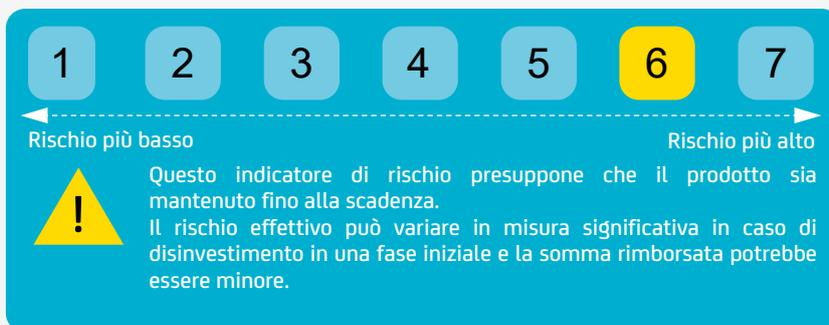 1 2 3 4 5 6 7
Rischio più basso Rischio più alto
!
Questo indicatore di rischio presuppone che il prodotto sia
mantenuto fino alla scadenza.
Il rischio effettivo può variare in misura significativa in caso di
disinvestimento in una fase iniziale e la somma rimborsata potrebbe
essere minore.